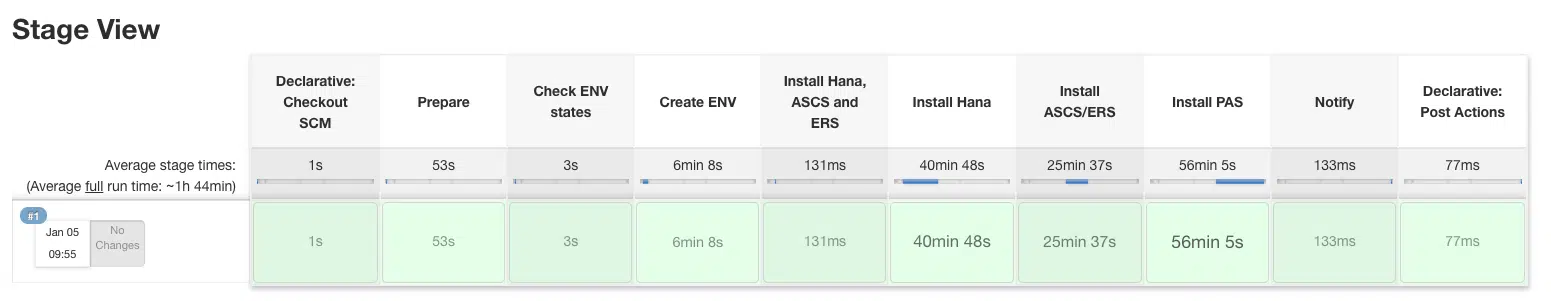 Stage View
Declarative:
Checkout
SCM
Prepare
Check ENV
states
Create ENV
Install Hana,
ASCS and
ERS
Install Hana
Install
ASCS/ERS
Install PAS
Notify
Declarative:
Post Actions
Average stage times:
(Average full run time: ~1h 44min)
1s
53s
3s
6min 8s
131ms
40min 48s
25min 37s
56min 5s
133ms
77ms
#1
Jan 05
09:55
No
Changes
1s
53s
3s
6min 8s
131ms
40min 48s
25min 37s
56min 5s
133ms
77ms